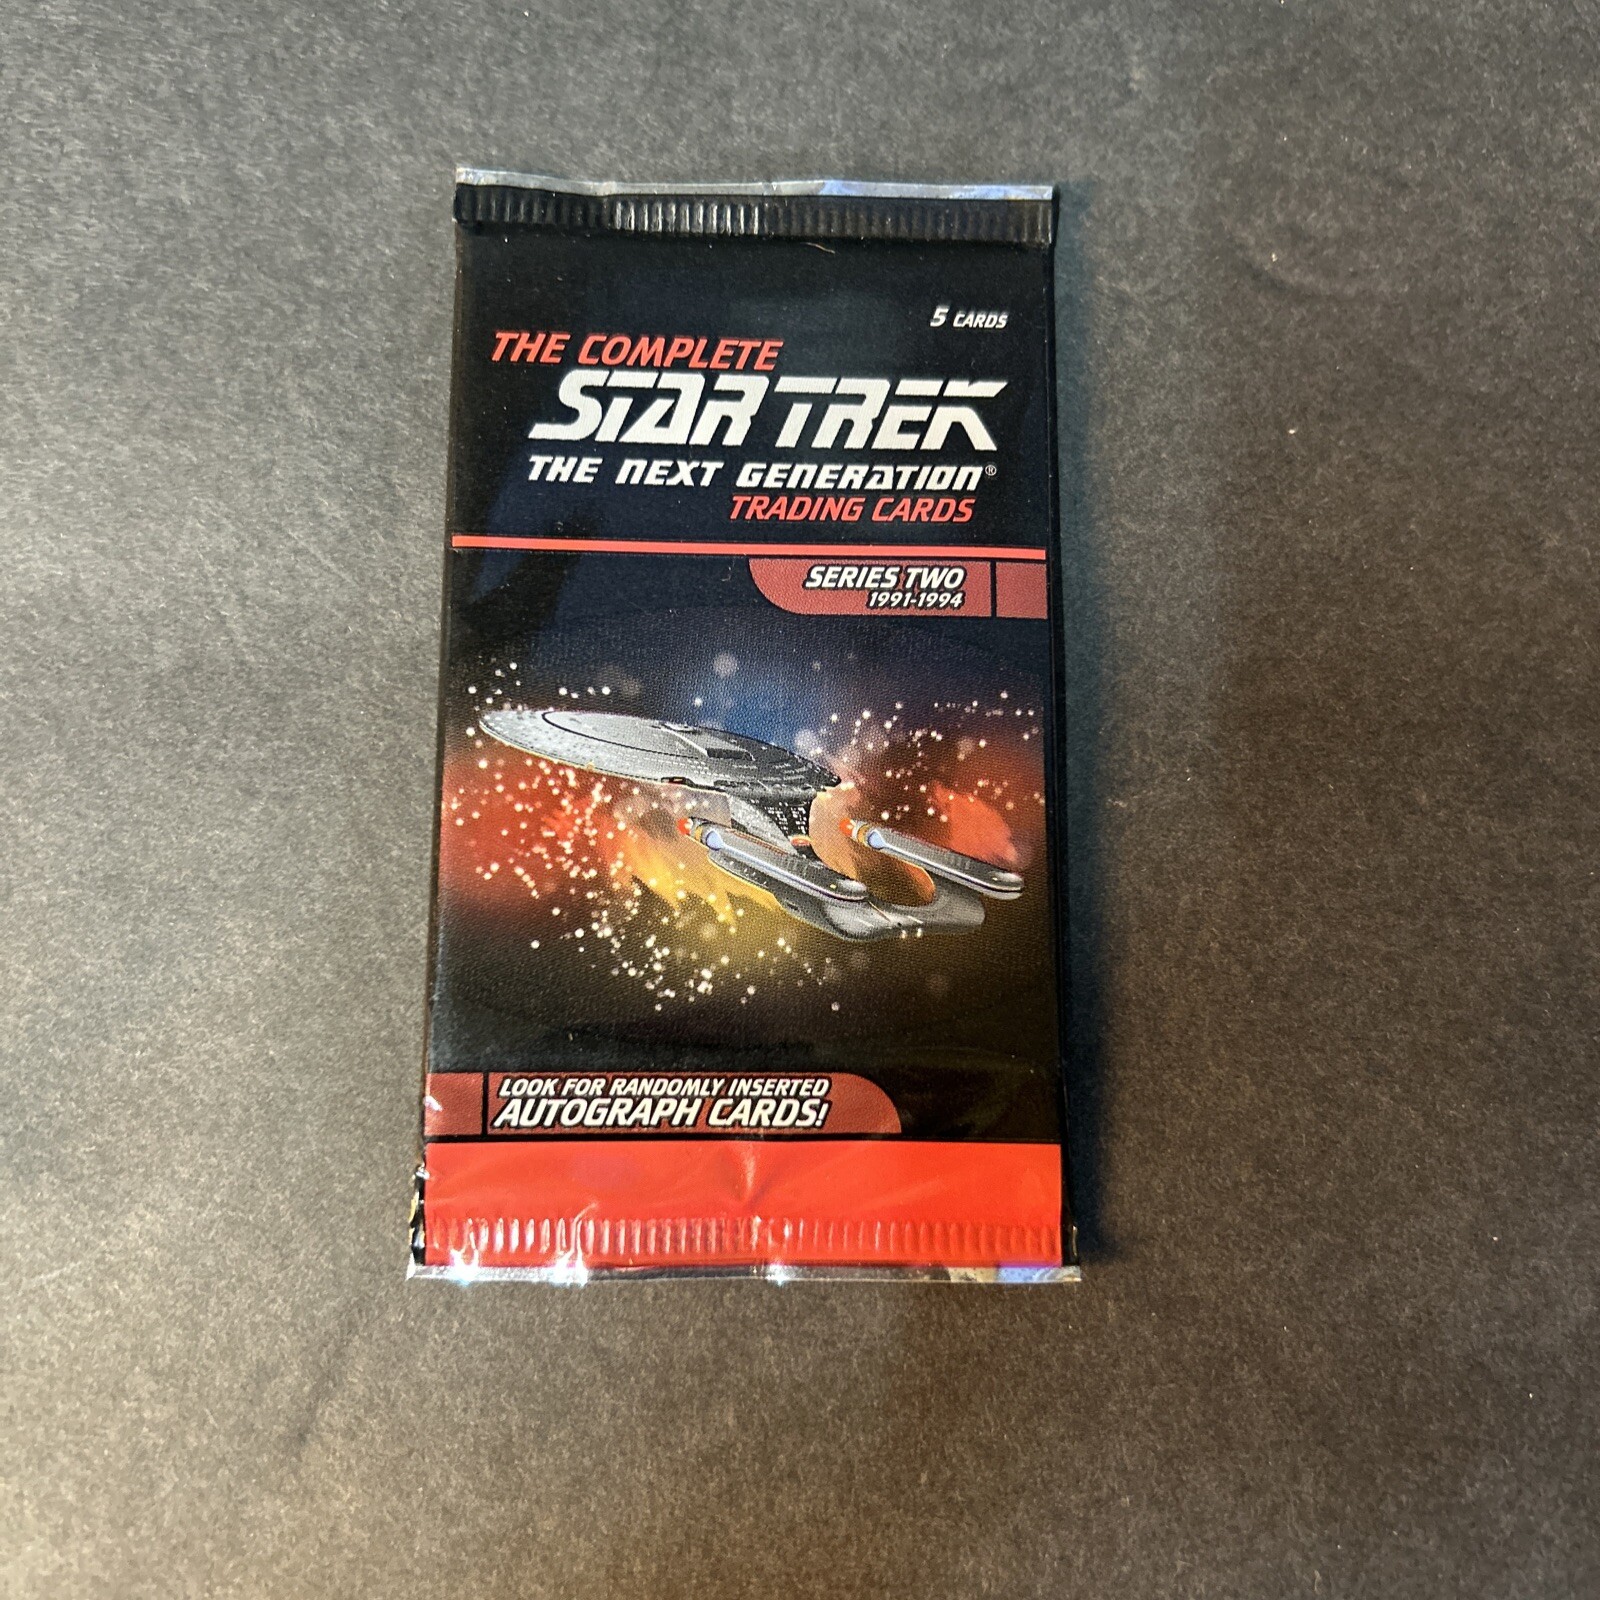 5 CARDS
THE COMPLETE
STAR TREK
THE NEXT GENERATION®
TRADING CARDS
SERIES TWO
1991-1994
LOOK FOR RANDOMLY INSERTED
AUTOGRAPH CARDS!